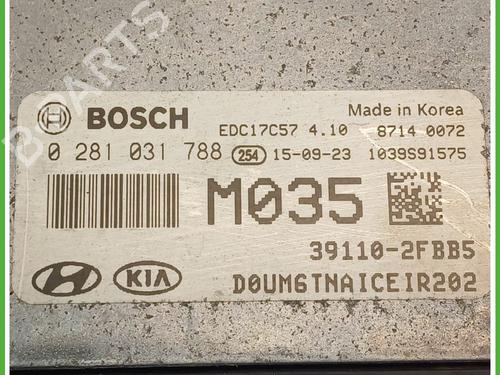 BOSCH
Made in Korea
EDC17C57 4.10 8714 0072
0 281 031 788 254 15-09-23 1039S91575
M035
39110-2FBB5
KIA
D0UM6TNAICEIR202
B-PARTS